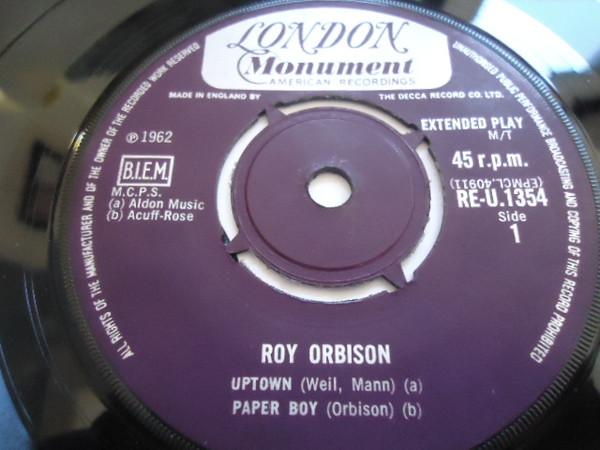 LONDON
Monument
AMERICAN RECORDINGS
MADE IN ENGLAND BY THE DECCA RECORD CO. LTD.
ALL RIGHTS OF THE MANUFACTURER AND OF THE OWNER OF THE RECORDED WORK RESERVED
UNAUTHORISED PUBLIC PERFORMANCE BROADCASTING AND COPYING OF THIS RECORD PROHIBITED
℗ 1962
B.I.E.M.
M.C.P.S.
(a) Aldon Music
(b) Acuff-Rose
EXTENDED PLAY
M/T
45 r.p.m.
(EPMCL.40911)
RE-U.1354
Side
1
ROY ORBISON
UPTOWN (Weil, Mann) (a)
PAPER BOY (Orbison) (b)